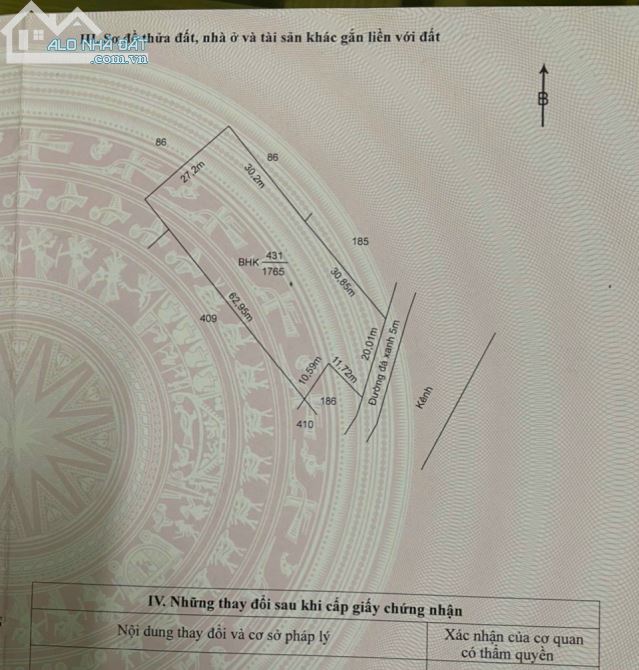 ALO NHÀ ĐẤT
.com.vn
III. Sơ đồ thửa đất, nhà ở và tài sản khác gắn liền với đất
B
86
86
27,2m
30,2m
185
BHK 431
1765
30,85m
62,95m
409
20,01m
Đường đá xanh 5m
10,59m
11,72m
Kênh
186
410
IV. Những thay đổi sau khi cấp giấy chứng nhận
Nội dung thay đổi và cơ sở pháp lý
Xác nhận của cơ quan
có thẩm quyền